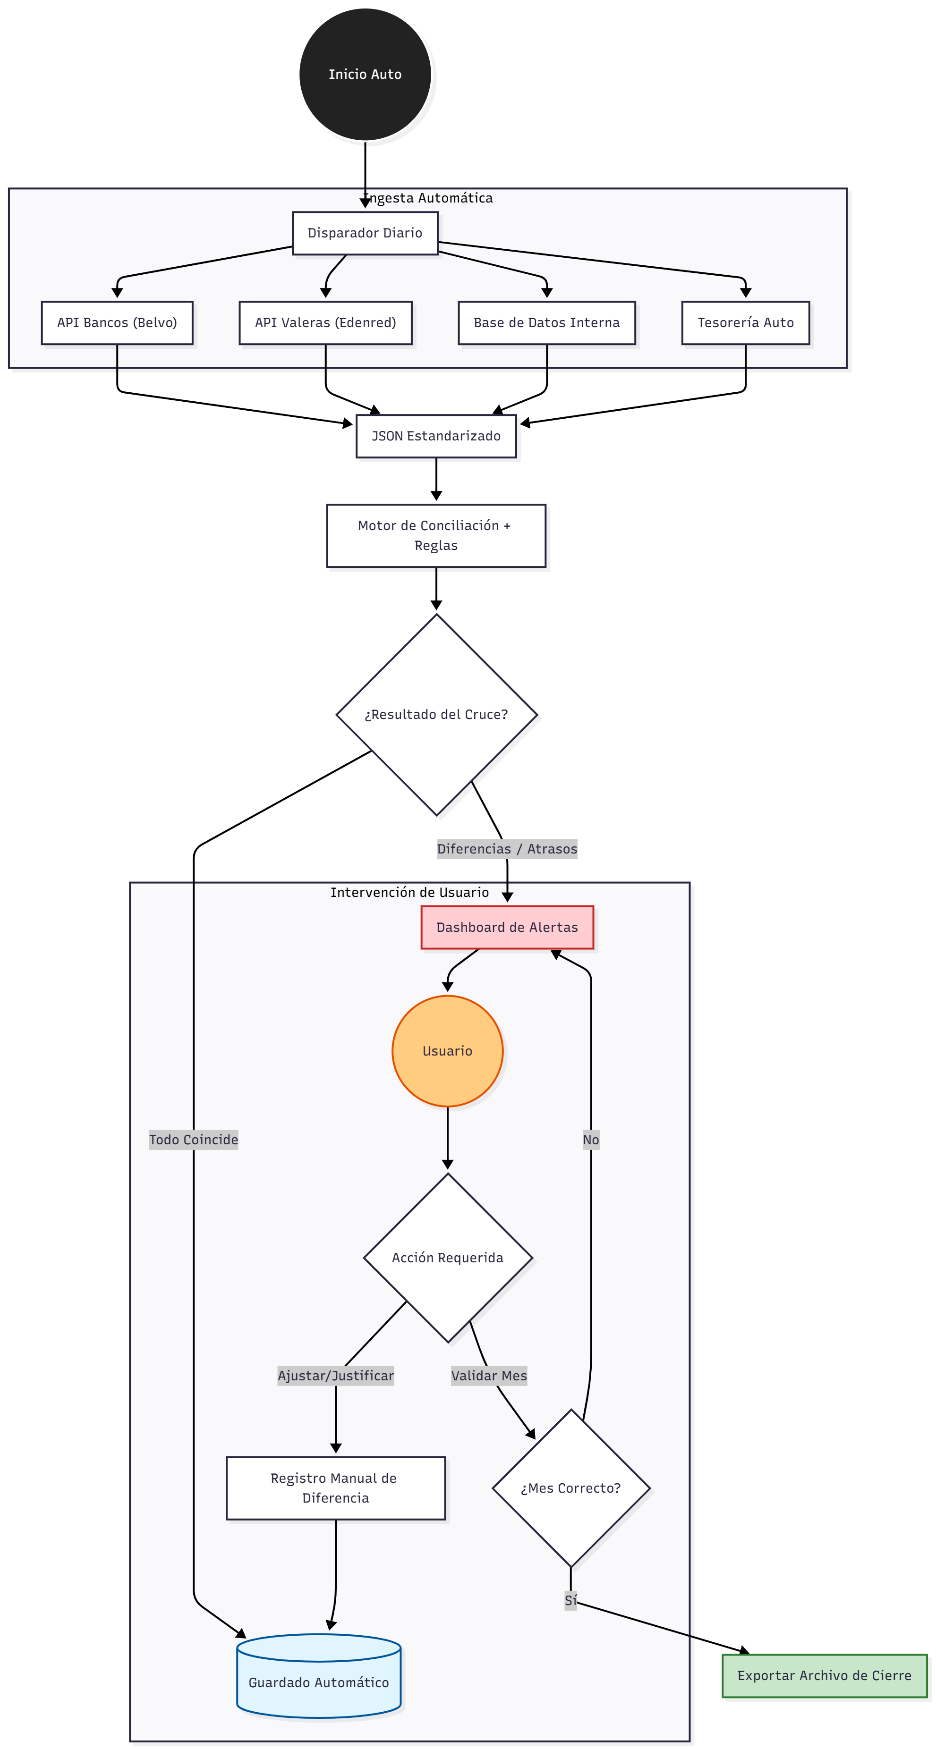 Inicio Auto
Ingesta Automática
Disparador Diario
API Bancos (Belvo)
API Valeras (Edenred)
Base de Datos Interna
Tesorería Auto
JSON Estandarizado
Motor de Conciliación +
Reglas
¿Resultado del Cruce?
Diferencias / Atrasos
Intervención de Usuario
Dashboard de Alertas
Usuario
Todo Coincide
No
Acción Requerida
Ajustar/Justificar
Validar Mes
Registro Manual de
Diferencia
¿Mes Correcto?
Sí
Guardado Automático
Exportar Archivo de Cierre